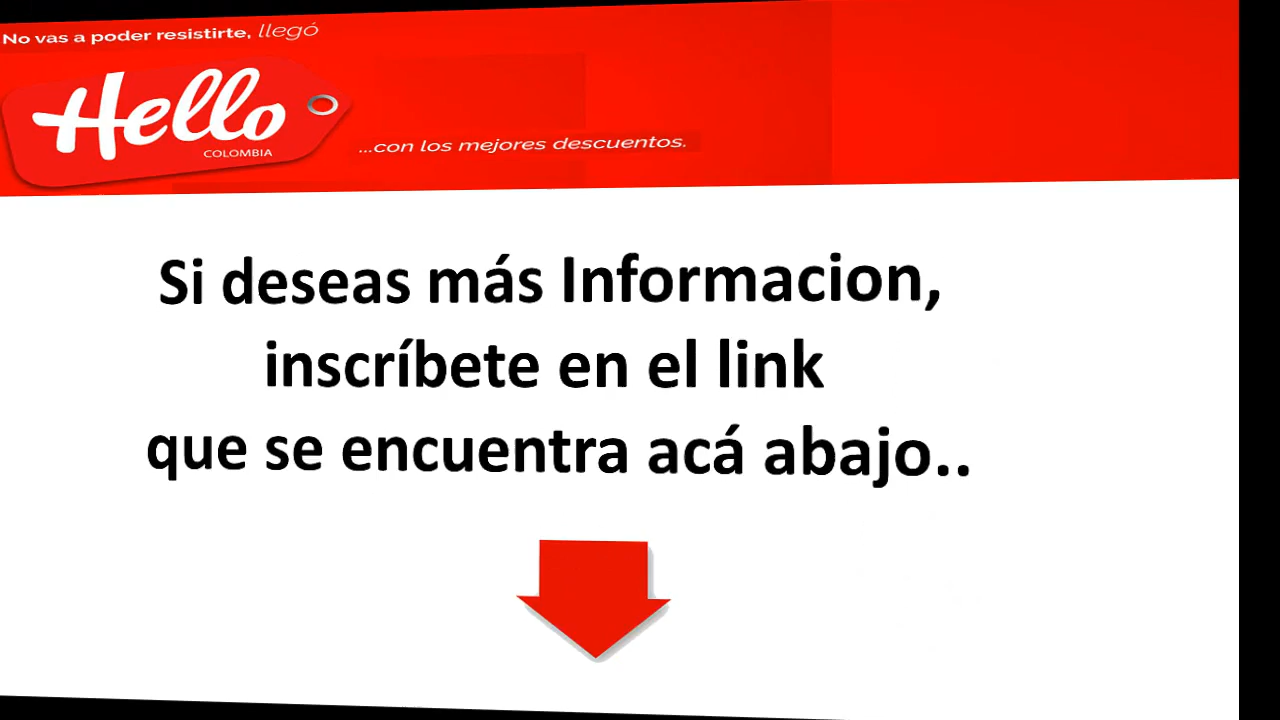 No vas a poder resistirte, llegó
Hello
COLOMBIA
...con los mejores descuentos.
Si deseas más Informacion,
inscríbete en el link
que se encuentra acá abajo..